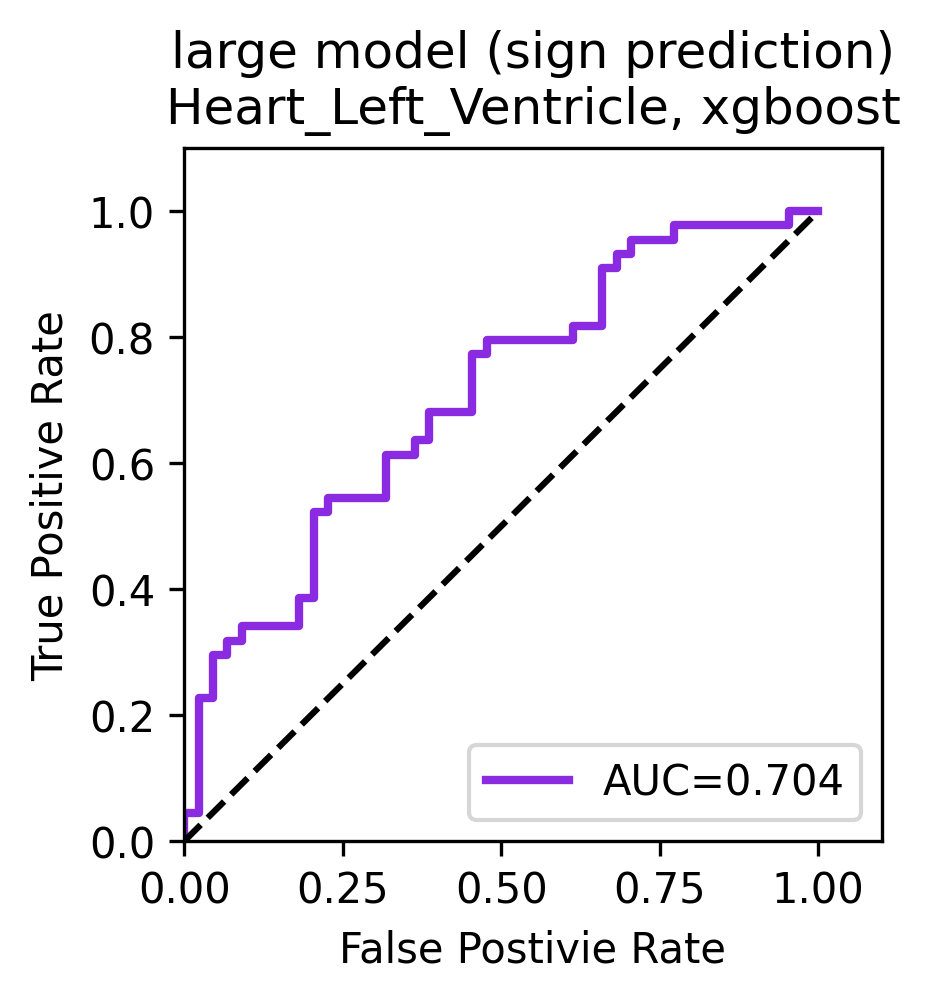 large model (sign prediction)
Heart_Left_Ventricle, xgboost
True Positive Rate
1.0
0.8
0.6
0.4
0.2
0.0
AUC=0.704
0.00 0.25 0.50 0.75 1.00
False Postivie Rate